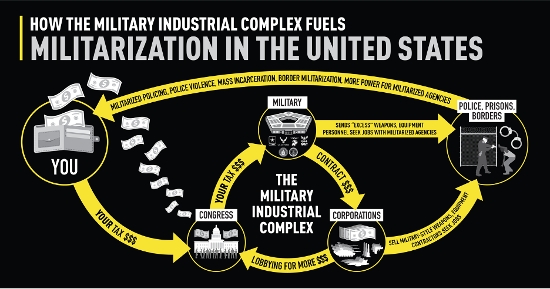 HOW THE MILITARY INDUSTRIAL COMPLEX FUELS
MILITARIZATION IN THE UNITED STATES
MILITARIZED POLICING, POLICE VIOLENCE, MASS INCARCERATION, BORDER MILITARIZATION, MORE POWER FOR MILITARIZED AGENCIES
YOU
MILITARY
SENDS "EXCESS" WEAPONS, EQUIPMENT
PERSONNEL SEEK JOBS WITH MILITARIZED AGENCIES
POLICE, PRISONS,
BORDERS
YOUR TAX $$$
CONTRACT $$$
THE
MILITARY
INDUSTRIAL
COMPLEX
YOUR TAX $$$
CONGRESS
CORPORATIONS
LOBBYING FOR MORE $$$
SELL MILITARY-STYLE WEAPONS, EQUIPMENT
CONTRACTORS SEEK JOBS